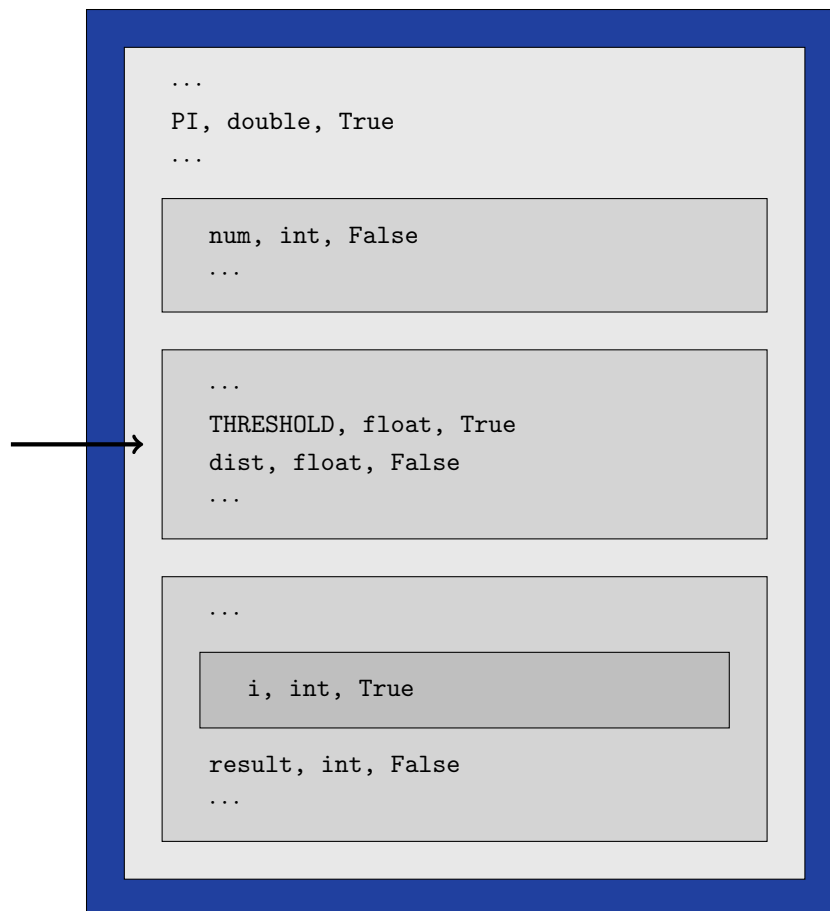 ...
PI, double, True
...
num, int, False
...
...
THRESHOLD, float, True
dist, float, False
...
...
i, int, True
result, int, False
...